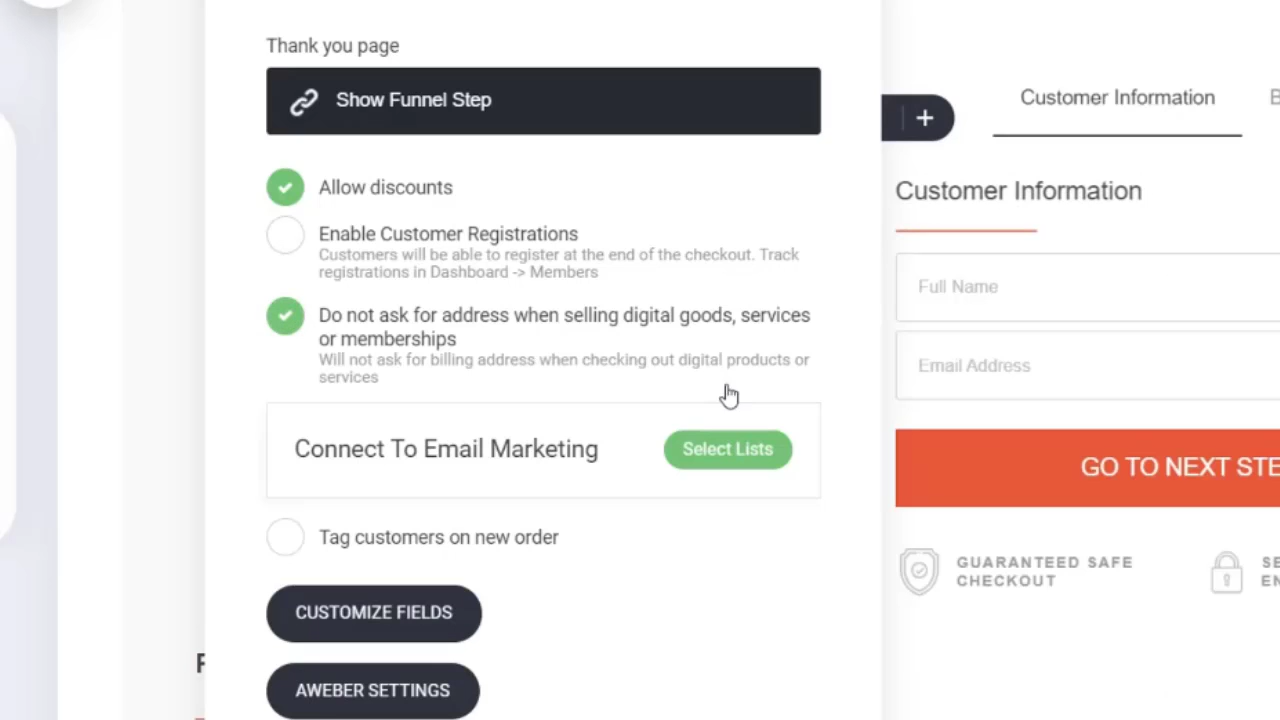 Thank you page
Show Funnel Step
Allow discounts
Enable Customer Registrations
Customers will be able to register at the end of the checkout. Track
registrations in Dashboard -> Members
Do not ask for address when selling digital goods, services
or memberships
Will not ask for billing address when checking out digital products or
services
Connect To Email Marketing
Select Lists
Tag customers on new order
CUSTOMIZE FIELDS
AWEBER SETTINGS
Customer Information
Customer Information
Full Name
Email Address
GO TO NEXT STE
GUARANTEED SAFE
CHECKOUT